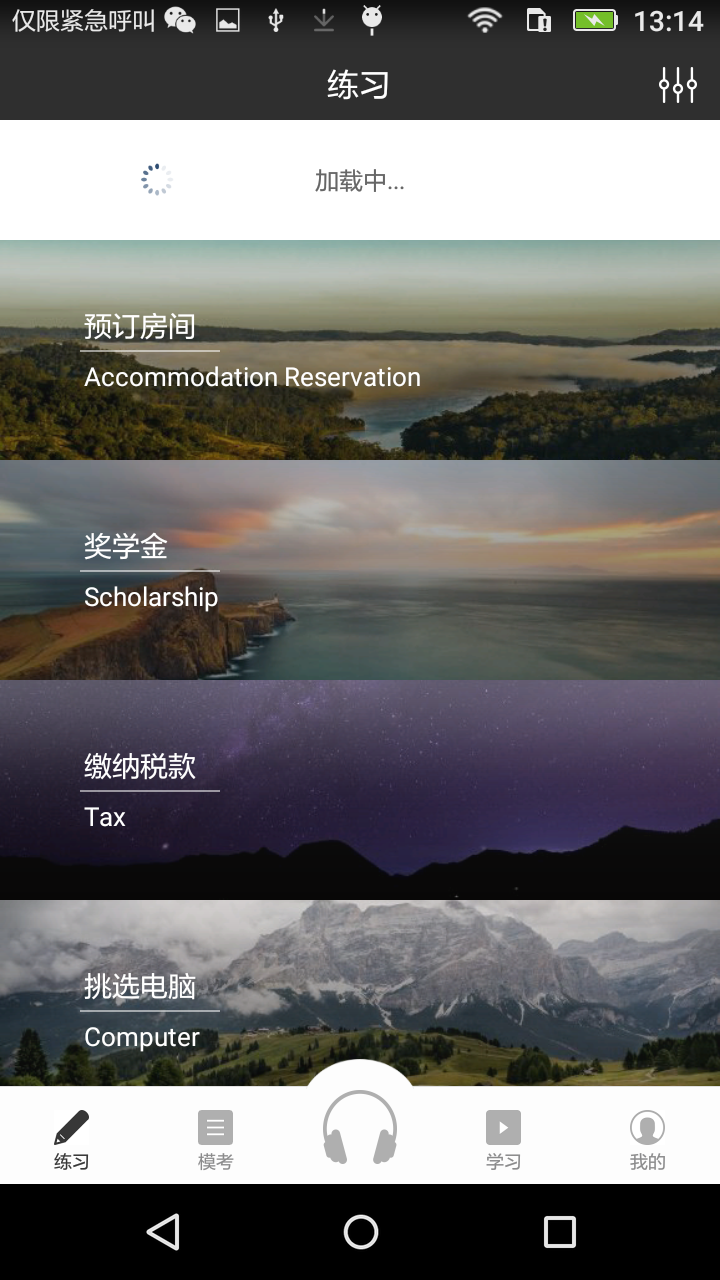 仅限紧急呼叫 13:14
练习
加载中...
预订房间
Accommodation Reservation
奖学金
Scholarship
缴纳税款
Tax
挑选电脑
Computer
练习 模考 学习 我的